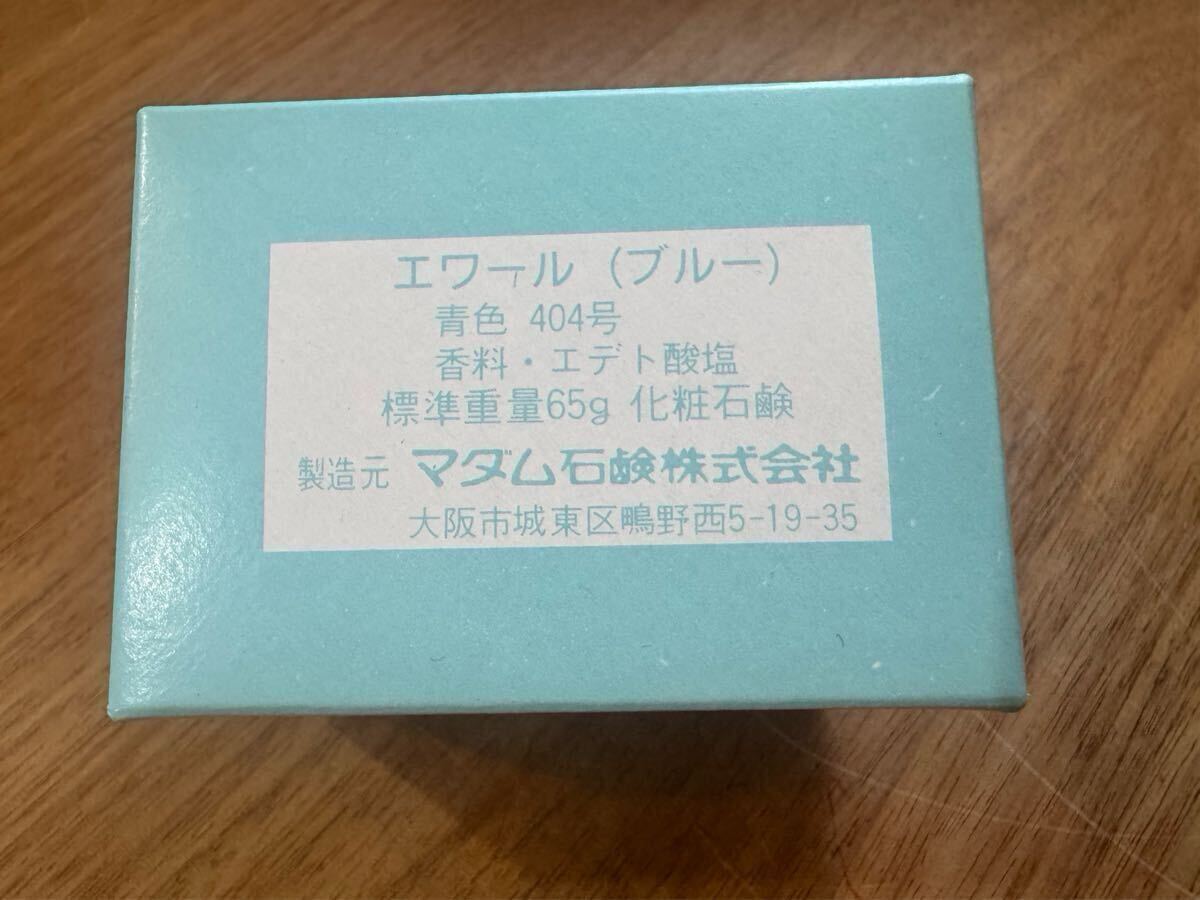 エワール (ブルー)
青色 404号
香料・エデト酸塩
標準重量65g 化粧石鹸
製造元 マダム石鹸株式会社
大阪市城東区鴫野西5-19-35